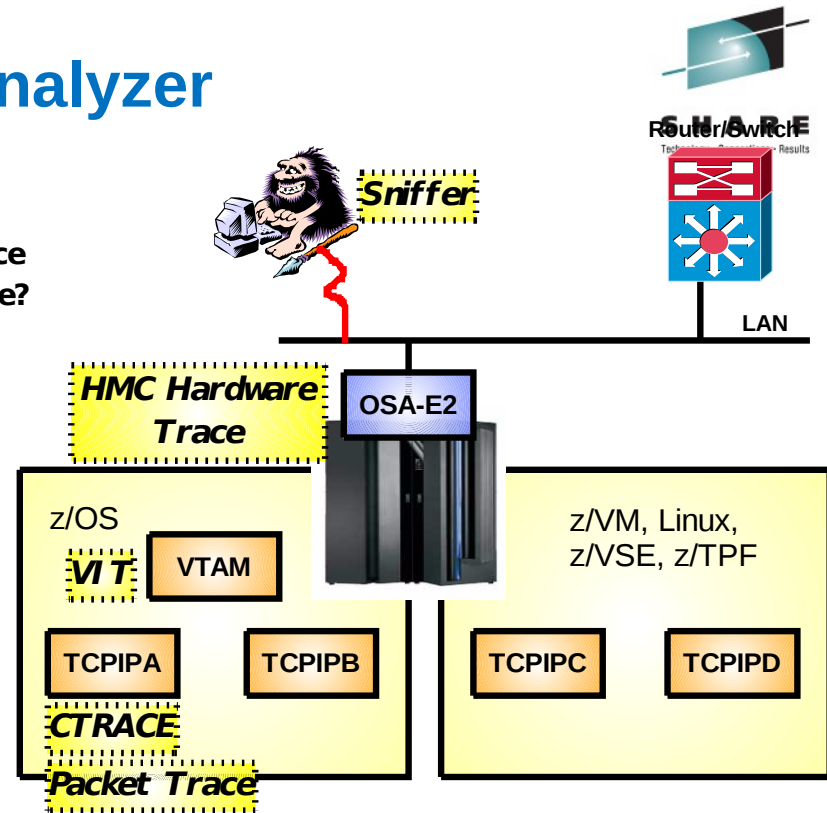 nalyzer
SHARE
Router/Switch
Results
Sniffer
ce
e?
LAN
HMC Hardware
Trace
OSA-E2
z/OS
z/VM, Linux,
z/VSE, z/TPF
VIT
VTAM
TCPIPA
TCPIPB
TCPIPC
TCPIPD
CTRACE
Packet Trace